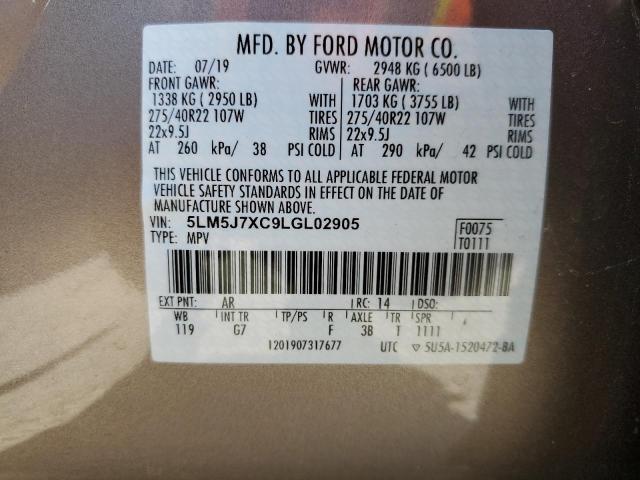 MFD. BY FORD MOTOR CO.
DATE: 07/19 GVWR: 2948 KG ( 6500 LB)
FRONT GAWR: REAR GAWR:
1338 KG ( 2950 LB) WITH 1703 KG ( 3755 LB) WITH
275/40R22 107W TIRES 275/40R22 107W TIRES
22x9.5J RIMS 22x9.5J RIMS
AT 260 kPa/ 38 PSI COLD AT 290 kPa/ 42 PSI COLD
THIS VEHICLE CONFORMS TO ALL APPLICABLE FEDERAL MOTOR
VEHICLE SAFETY STANDARDS IN EFFECT ON THE DATE OF
MANUFACTURE SHOWN ABOVE.
VIN: 5LM5J7XC9LGL02905 F0075
TYPE: MPV T0111
EXT PNT: AR RC: 14 DSO:
WB INT TR TP/PS R AXLE TR SPR
119 G7 F 3B T 1111
1201907317677 UTC ▽ 5U5A-1520472-BA